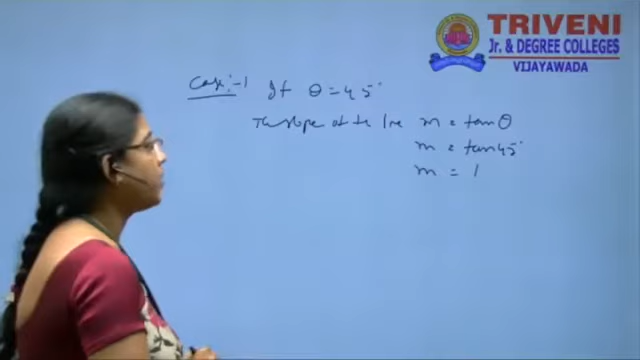 TRIVENI
Jr. & DEGREE COLLEGES
VIJAYAWADA
Case:-1 If θ = 45°
The slope of the line m = tanθ
m = tan45°
m = 1